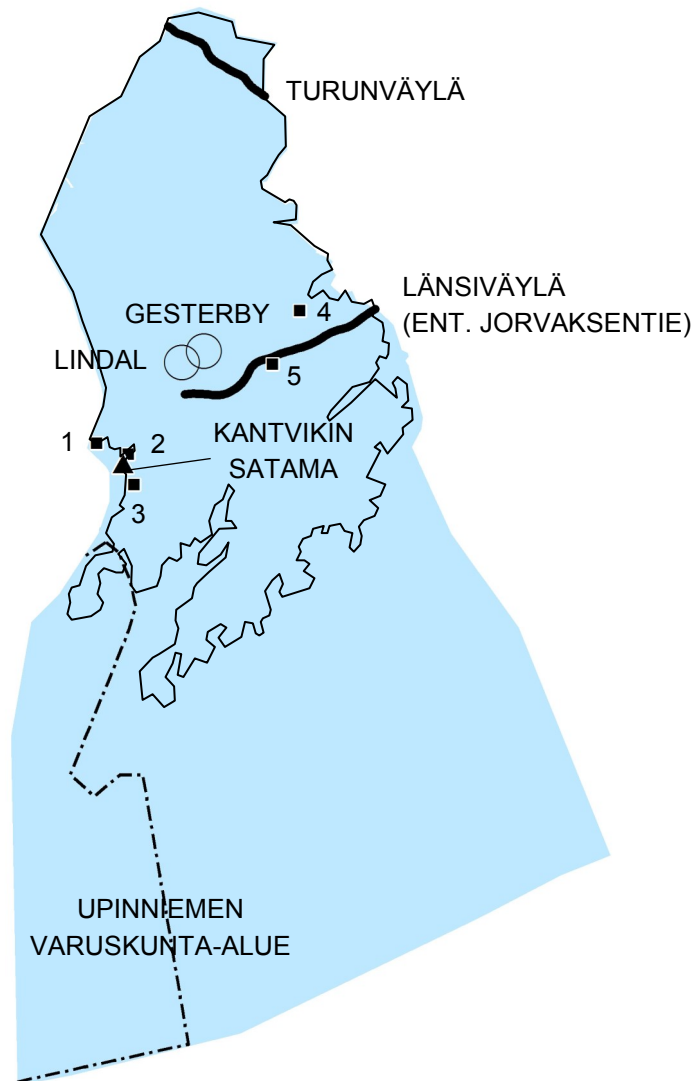 TURUNVÄYLÄ
LÄNSIVÄYLÄ
(ENT. JORVAKSENTIE)
GESTERBY
4
LINDAL
5
1
2
KANTVIKIN
SATAMA
3
UPINNIEMEN
VARUSKUNTA-ALUE